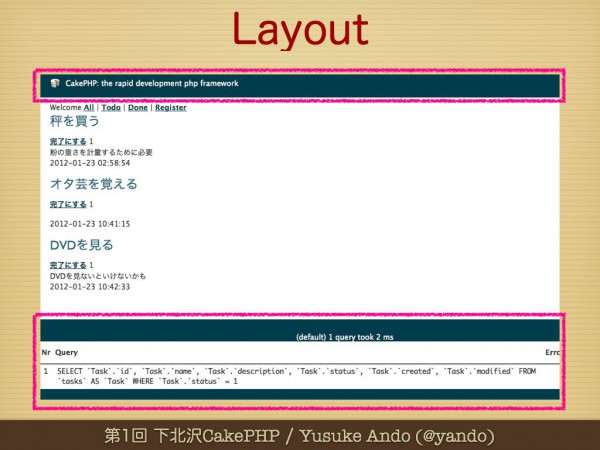 Layout
CakePHP: the rapid development php framework
Welcome All | Todo | Done | Register
秤を買う
完了にする 1
粉の重さを計量するために必要
2012-01-23 02:58:54
オタ芸を覚える
完了にする 1
2012-01-23 10:41:15
DVDを見る
完了にする 1
DVDを見ないといけないかも
2012-01-23 10:42:33
(default) 1 query took 2 ms
Nr Query Errc
1 SELECT `Task`.`id`, `Task`.`name`, `Task`.`description`, `Task`.`status`, `Task`.`created`, `Task`.`modified` FROM
`tasks` AS `Task` WHERE `Task`.`status` = 1
第1回 下北沢CakePHP / Yusuke Ando (@yando)